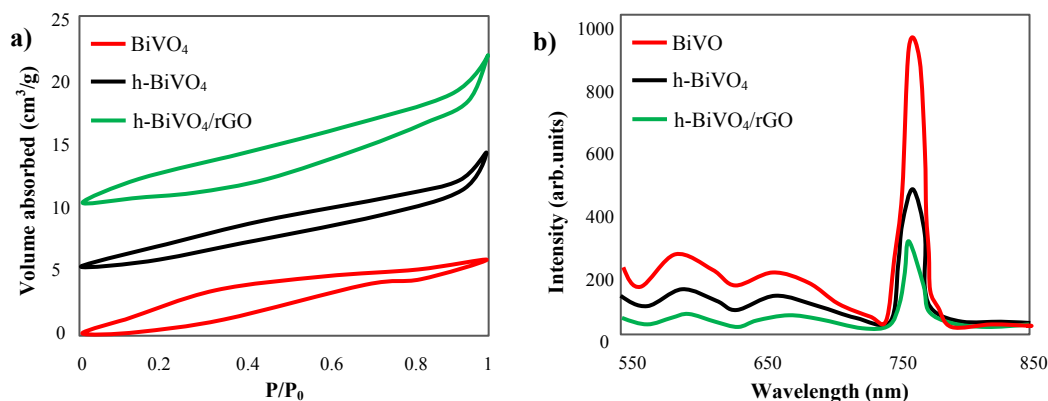 a)
25
20
15
10
5
0
Volume absorbed (cm³/g)
BiVO₄
h-BiVO₄
h-BiVO₄/rGO
0 0.2 0.4 0.6 0.8 1
P/P₀
b)
1000
800
600
400
200
0
Intensity (arb.units)
BiVO
h-BiVO₄
h-BiVO₄/rGO
550 650 750 850
Wavelength (nm)